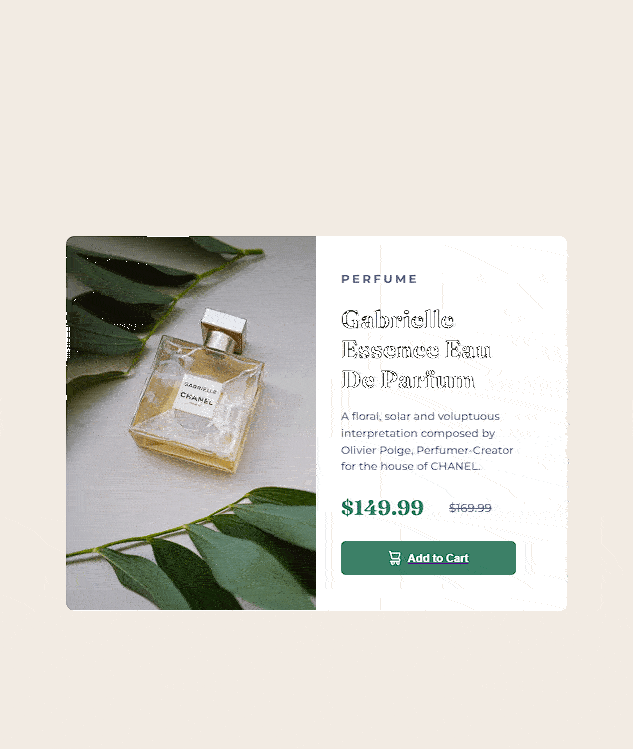 PERFUME
Gabrielle
Essence Eau
De Parfum
A floral, solar and voluptuous
interpretation composed by
Olivier Polge, Perfumer-Creator
for the house of CHANEL.
$149.99 $169.99
Add to Cart
GABRIELLE
CHANEL